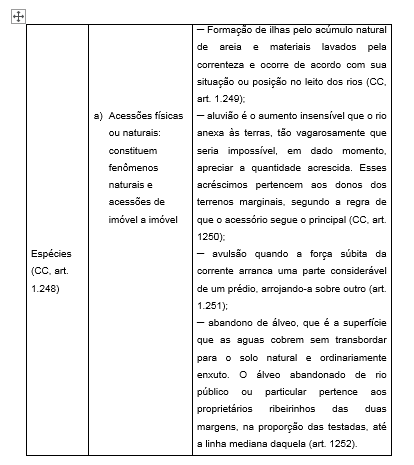 Espécies
(CC, art.
1.248)
a) Acessões físicas
ou naturais:
constituem
fenômenos
naturais e
acessões de
imóvel a imóvel
─ Formação de ilhas pelo acúmulo natural
de areia e materiais lavados pela
correnteza e ocorre de acordo com sua
situação ou posição no leito dos rios (CC,
art. 1.249);
─ aluvião é o aumento insensível que o rio
anexa às terras, tão vagarosamente que
seria impossível, em dado momento,
apreciar a quantidade acrescida. Esses
acréscimos pertencem aos donos dos
terrenos marginais, segundo a regra de
que o acessório segue o principal (CC, art.
1250);
─ avulsão quando a força súbita da
corrente arranca uma parte considerável
de um prédio, arrojando-a sobre outro (art.
1.251);
─ abandono de álveo, que é a superfície
que as aguas cobrem sem transbordar
para o solo natural e ordinariamente
enxuto. O álveo abandonado de rio
público ou particular pertence aos
proprietários ribeirinhos das duas
margens, na proporção das testadas, até
a linha mediana daquela (art. 1252).